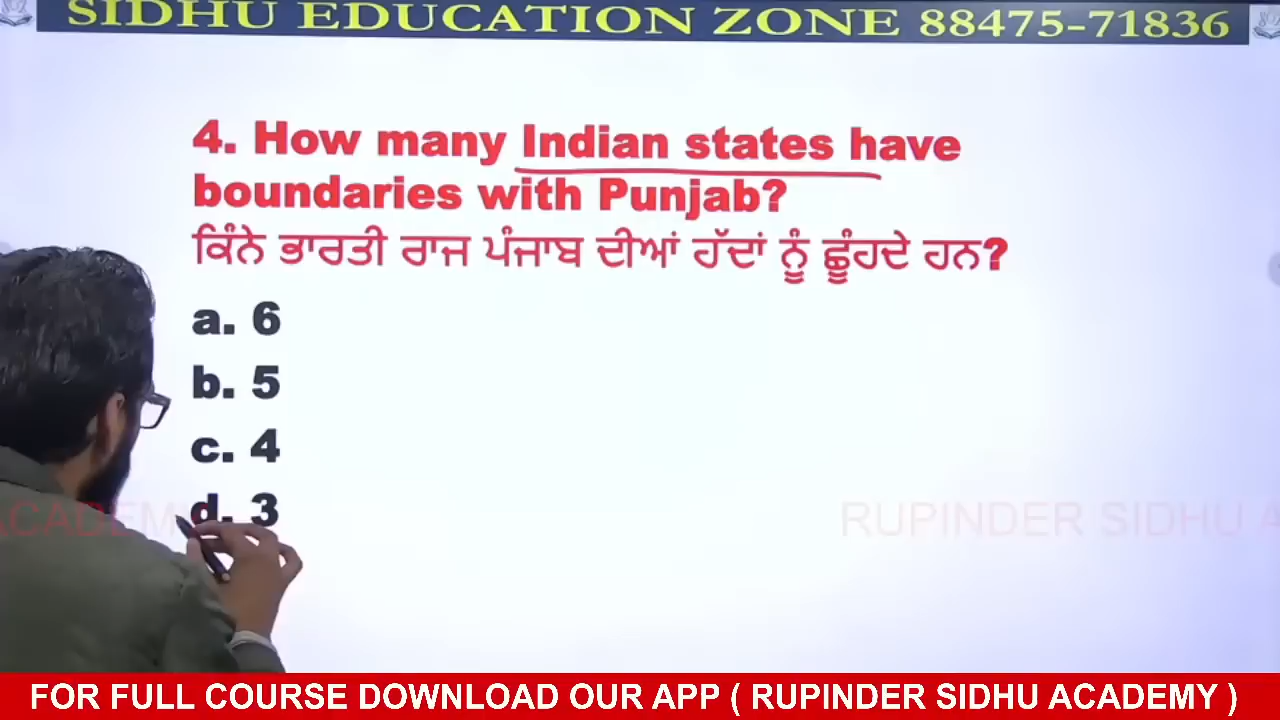 SIDHU EDUCATION ZONE 88475-71836
4. How many Indian states have
boundaries with Punjab?
ਕਿੰਨੇ ਭਾਰਤੀ ਰਾਜ ਪੰਜਾਬ ਦੀਆਂ ਹੱਦਾਂ ਨੂੰ ਛੂੰਹਦੇ ਹਨ?
a. 6
b. 5
c. 4
d. 3
ACADEM
RUPINDER SIDHU A
FOR FULL COURSE DOWNLOAD OUR APP ( RUPINDER SIDHU ACADEMY )